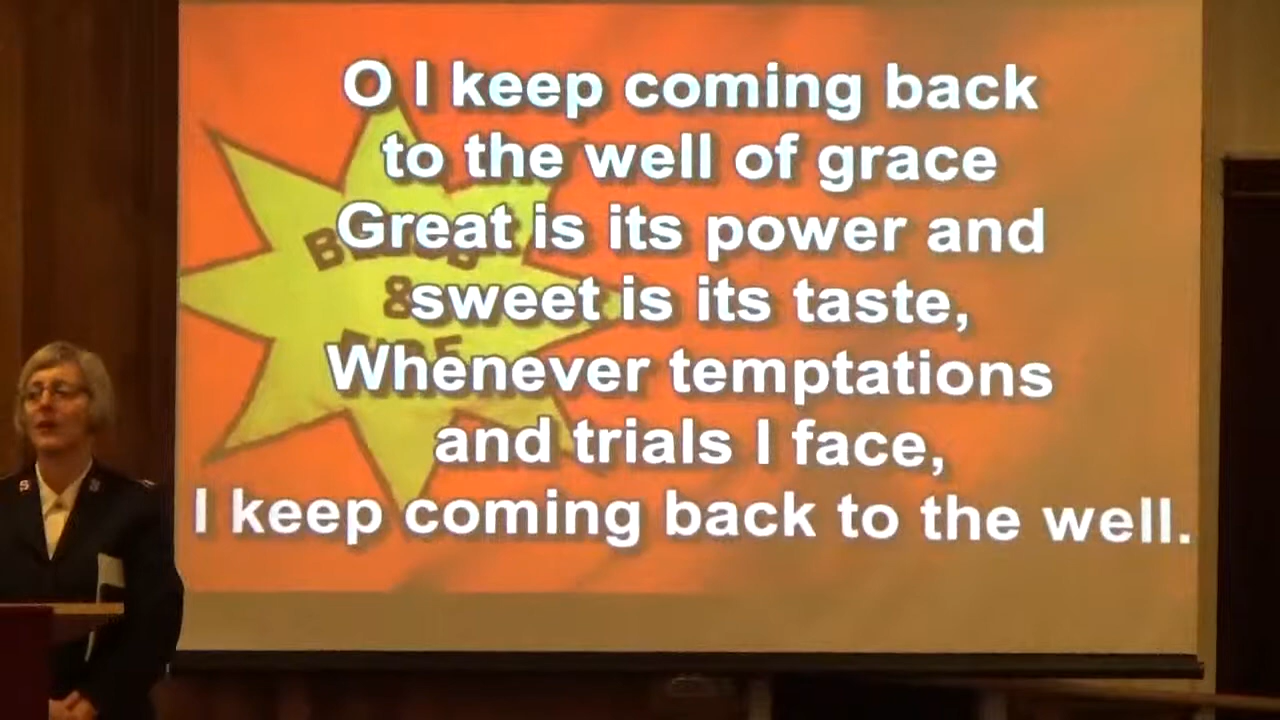 O I keep coming back
to the well of grace
Great is its power and
&sweet is its taste,
Whenever temptations
and trials I face,
I keep coming back to the well.
S S